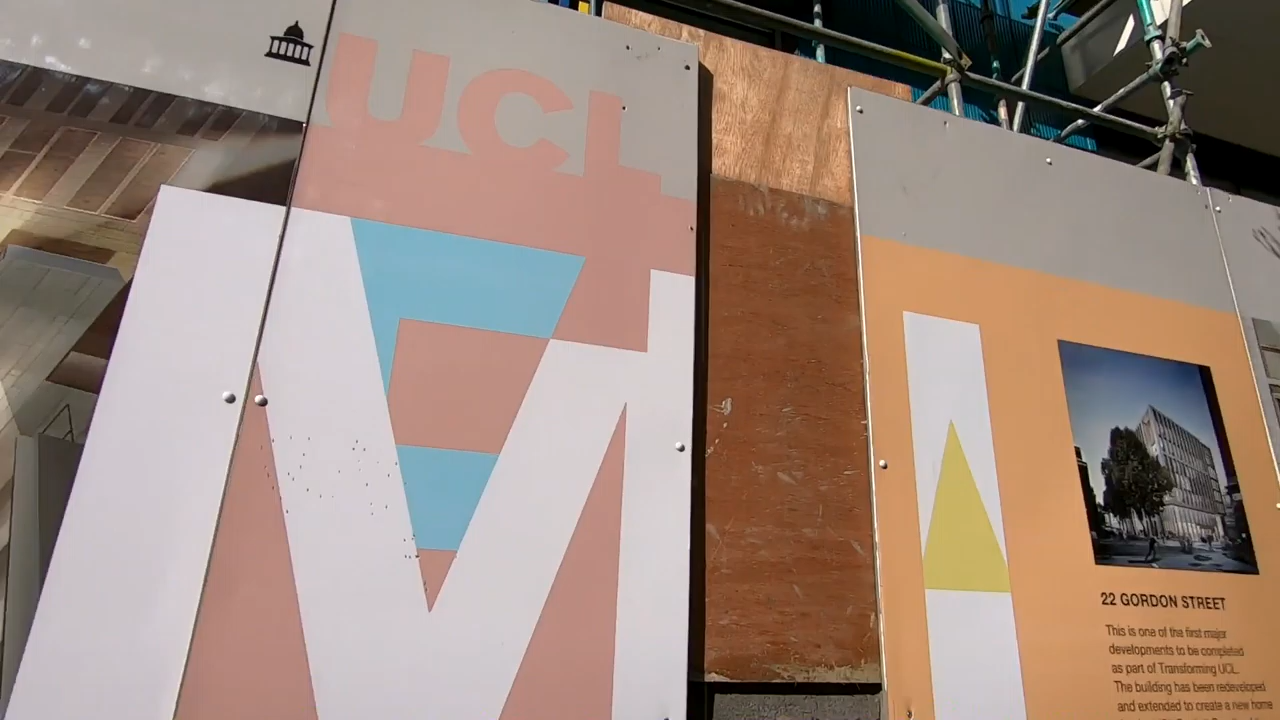 UCL
22 GORDON STREET
This is one of the first major
developments to be completed
as part of Transforming UCL.
The building has been redeveloped
and extended to create a new home